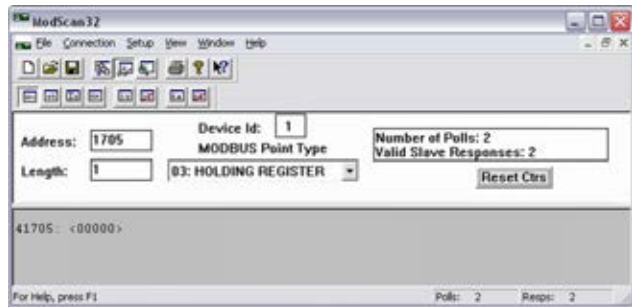 ModScan32
File Connection Setup View Window Help
Address: 1705
Device Id: 1
MODBUS Point Type
Length: 1
03: HOLDING REGISTER
Number of Polls: 2
Valid Slave Responses: 2
Reset Ctrs
41705: <00000>
For Help, press F1
Polls: 2
Resps: 2